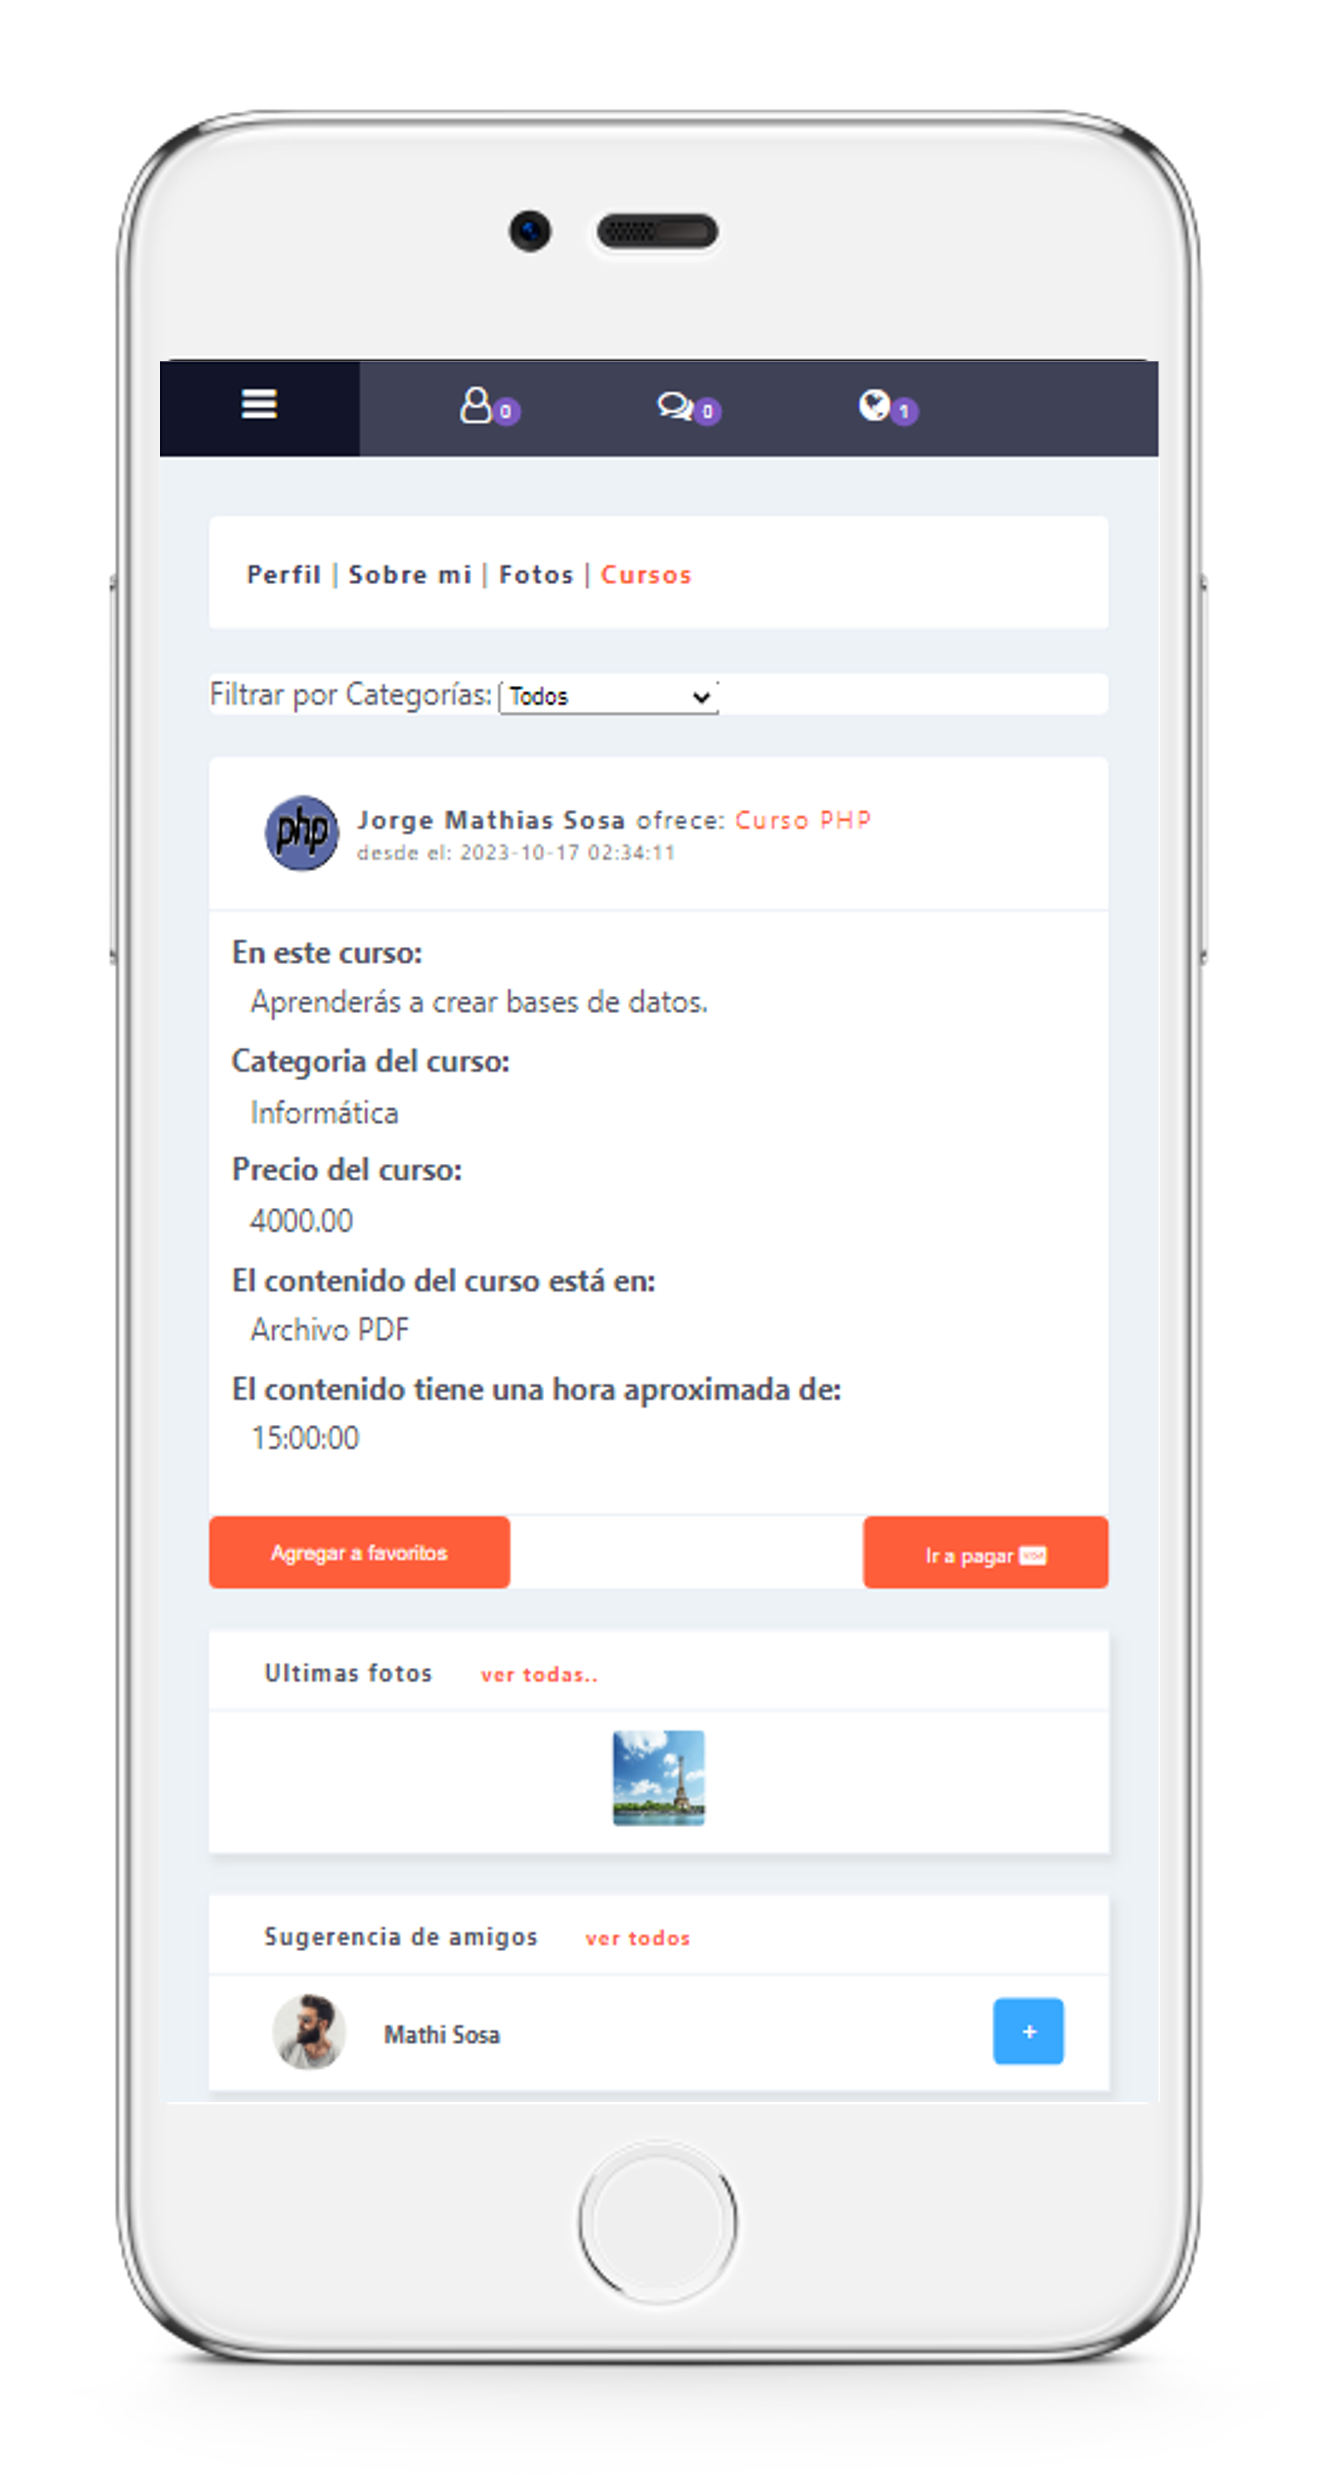 0 0 1
Perfil | Sobre mi | Fotos | Cursos
Filtrar por Categorías: Todos
php
Jorge Mathias Sosa ofrece: Curso PHP
desde el: 2023-10-17 02:34:11
En este curso:
Aprenderás a crear bases de datos.
Categoria del curso:
Informática
Precio del curso:
4000.00
El contenido del curso está en:
Archivo PDF
El contenido tiene una hora aproximada de:
15:00:00
Agregar a favoritos Ir a pagar VISA
Ultimas fotos ver todas..
Sugerencia de amigos ver todos
Mathi Sosa +